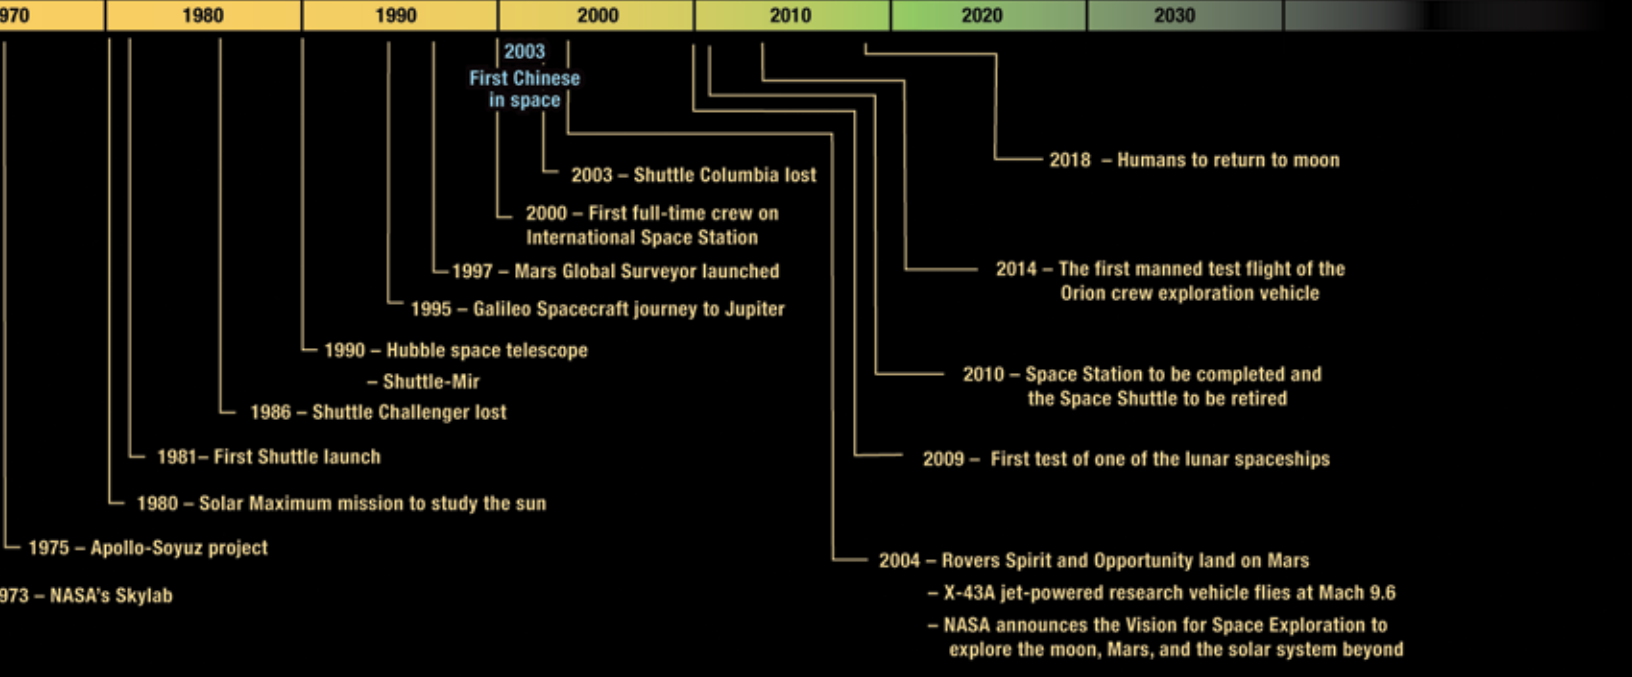 970 1980 1990 2000 2010 2020 2030
2003
First Chinese
in space
2018 – Humans to return to moon
2003 – Shuttle Columbia lost
2000 – First full-time crew on
International Space Station
2014 – The first manned test flight of the
Orion crew exploration vehicle
1997 – Mars Global Surveyor launched
1995 – Galileo Spacecraft journey to Jupiter
1990 – Hubble space telescope
– Shuttle-Mir
2010 – Space Station to be completed and
the Space Shuttle to be retired
1986 – Shuttle Challenger lost
1981– First Shuttle launch
2009 – First test of one of the lunar spaceships
1980 – Solar Maximum mission to study the sun
1975 – Apollo-Soyuz project
2004 – Rovers Spirit and Opportunity land on Mars
– X-43A jet-powered research vehicle flies at Mach 9.6
– NASA announces the Vision for Space Exploration to
explore the moon, Mars, and the solar system beyond
973 – NASA's Skylab